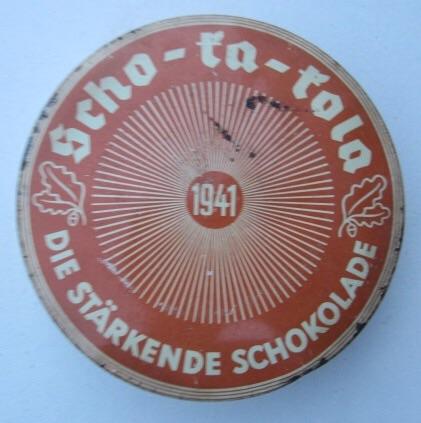 Scho-ka-kola
1941
DIE STÄRKENDE SCHOKOLADE